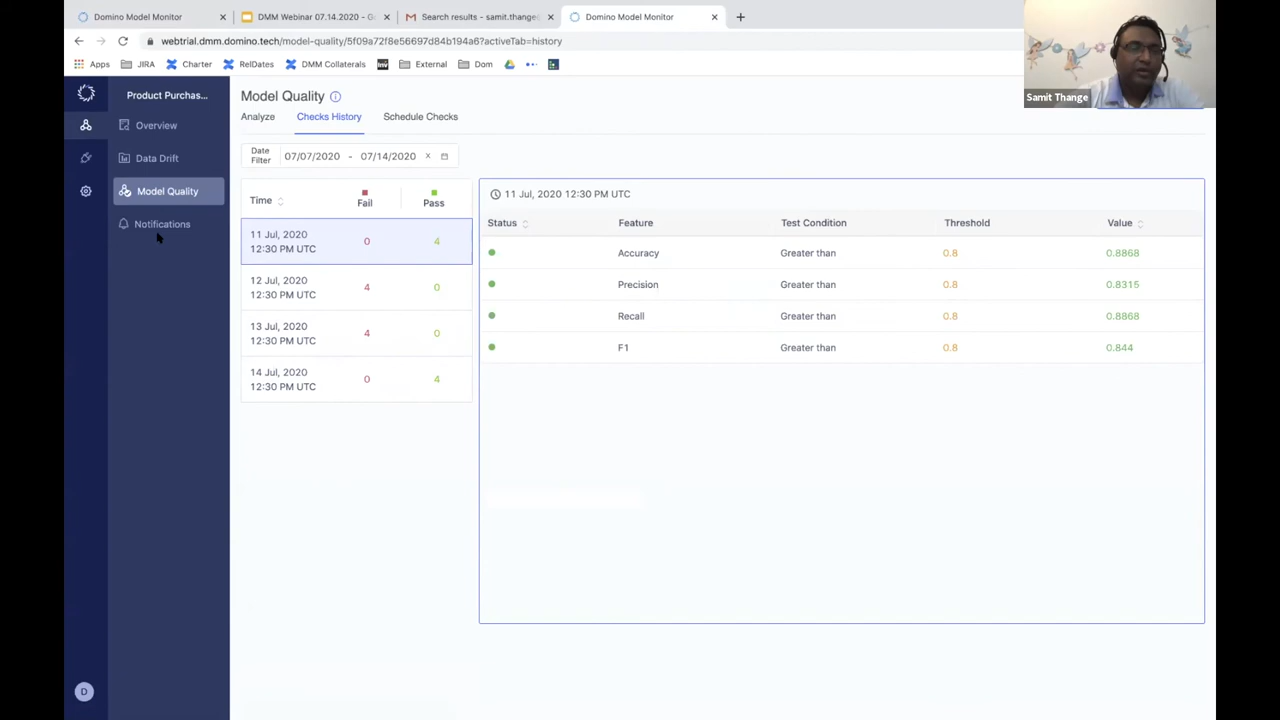 Domino Model Monitor
DMM Webinar 07.14.2020 - Go
Search results - samit.thange@
Domino Model Monitor
webtrial.dmm.domino.tech/model-quality/5f09a72f8e56697d84b194a6?activeTab=history
Apps
JIRA
Charter
RelDates
DMM Collaterals
Inv
External
Dom
Samit Thange
Product Purchas...
Overview
Data Drift
Model Quality
Notifications
D
Model Quality
Analyze
Checks History
Schedule Checks
Date Filter
07/07/2020 - 07/14/2020
Time Fail Pass
11 Jul, 2020
12:30 PM UTC 0 4
12 Jul, 2020
12:30 PM UTC 4 0
13 Jul, 2020
12:30 PM UTC 4 0
14 Jul, 2020
12:30 PM UTC 0 4
11 Jul, 2020 12:30 PM UTC
Status Feature Test Condition Threshold Value
Accuracy Greater than 0.8 0.8868
Precision Greater than 0.8 0.8315
Recall Greater than 0.8 0.8868
F1 Greater than 0.8 0.844